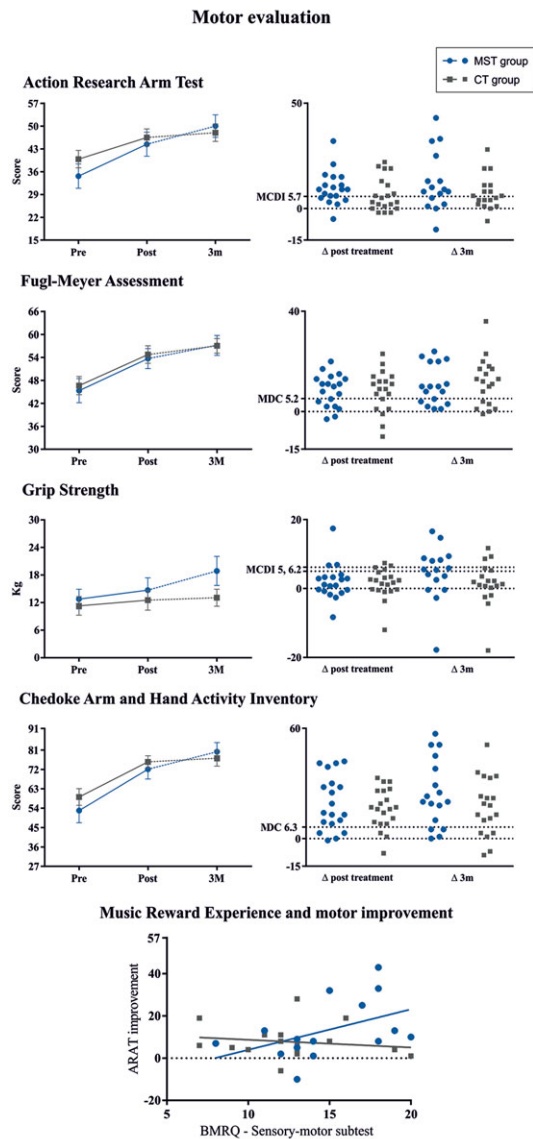 Motor evaluation
MST group
CT group
Action Research Arm Test
57
50
43
36
29
22
15
Score
Pre
Post
3m
50
MCDI 5.7
0
-15
Δ post treatment
Δ 3m
Fugl-Meyer Assessment
66
60
54
48
42
36
30
Score
Pre
Post
3M
40
MDC 5.2
0
-15
Δ post treatment
Δ 3m
Grip Strength
30
24
18
12
6
0
Kg
Pre
Post
3M
20
MCDI 5, 6.2
0
-20
Δ post treatment
Δ 3m
Chedoke Arm and Hand Activity Inventory
91
81
72
63
54
45
36
27
Score
Pre
Post
3M
60
MDC 6.3
0
-15
Δ post treatment
Δ 3m
Music Reward Experience and motor improvement
57
40
20
0
-20
ARAT improvement
5
10
15
20
BMRQ - Sensory-motor subtest